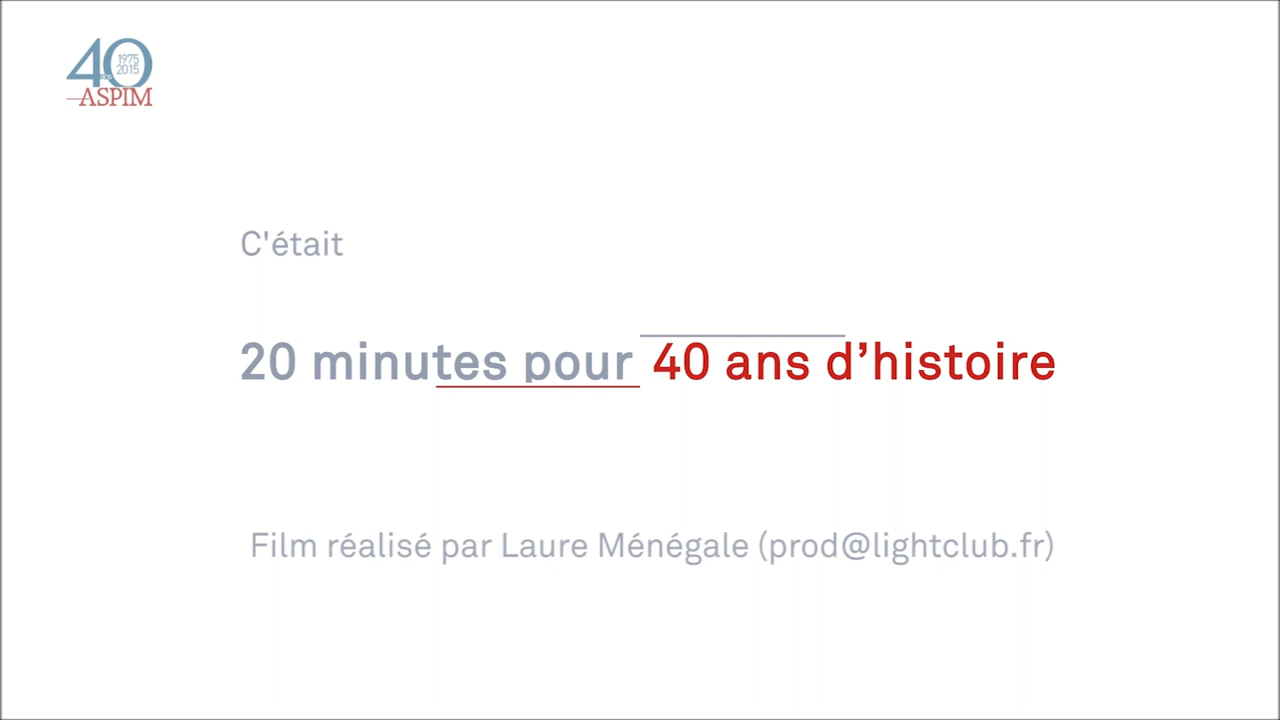 40
1975
2015
ASPIM
C'était
20 minutes pour 40 ans d’histoire
Film réalisé par Laure Ménégale (prod@lightclub.fr)